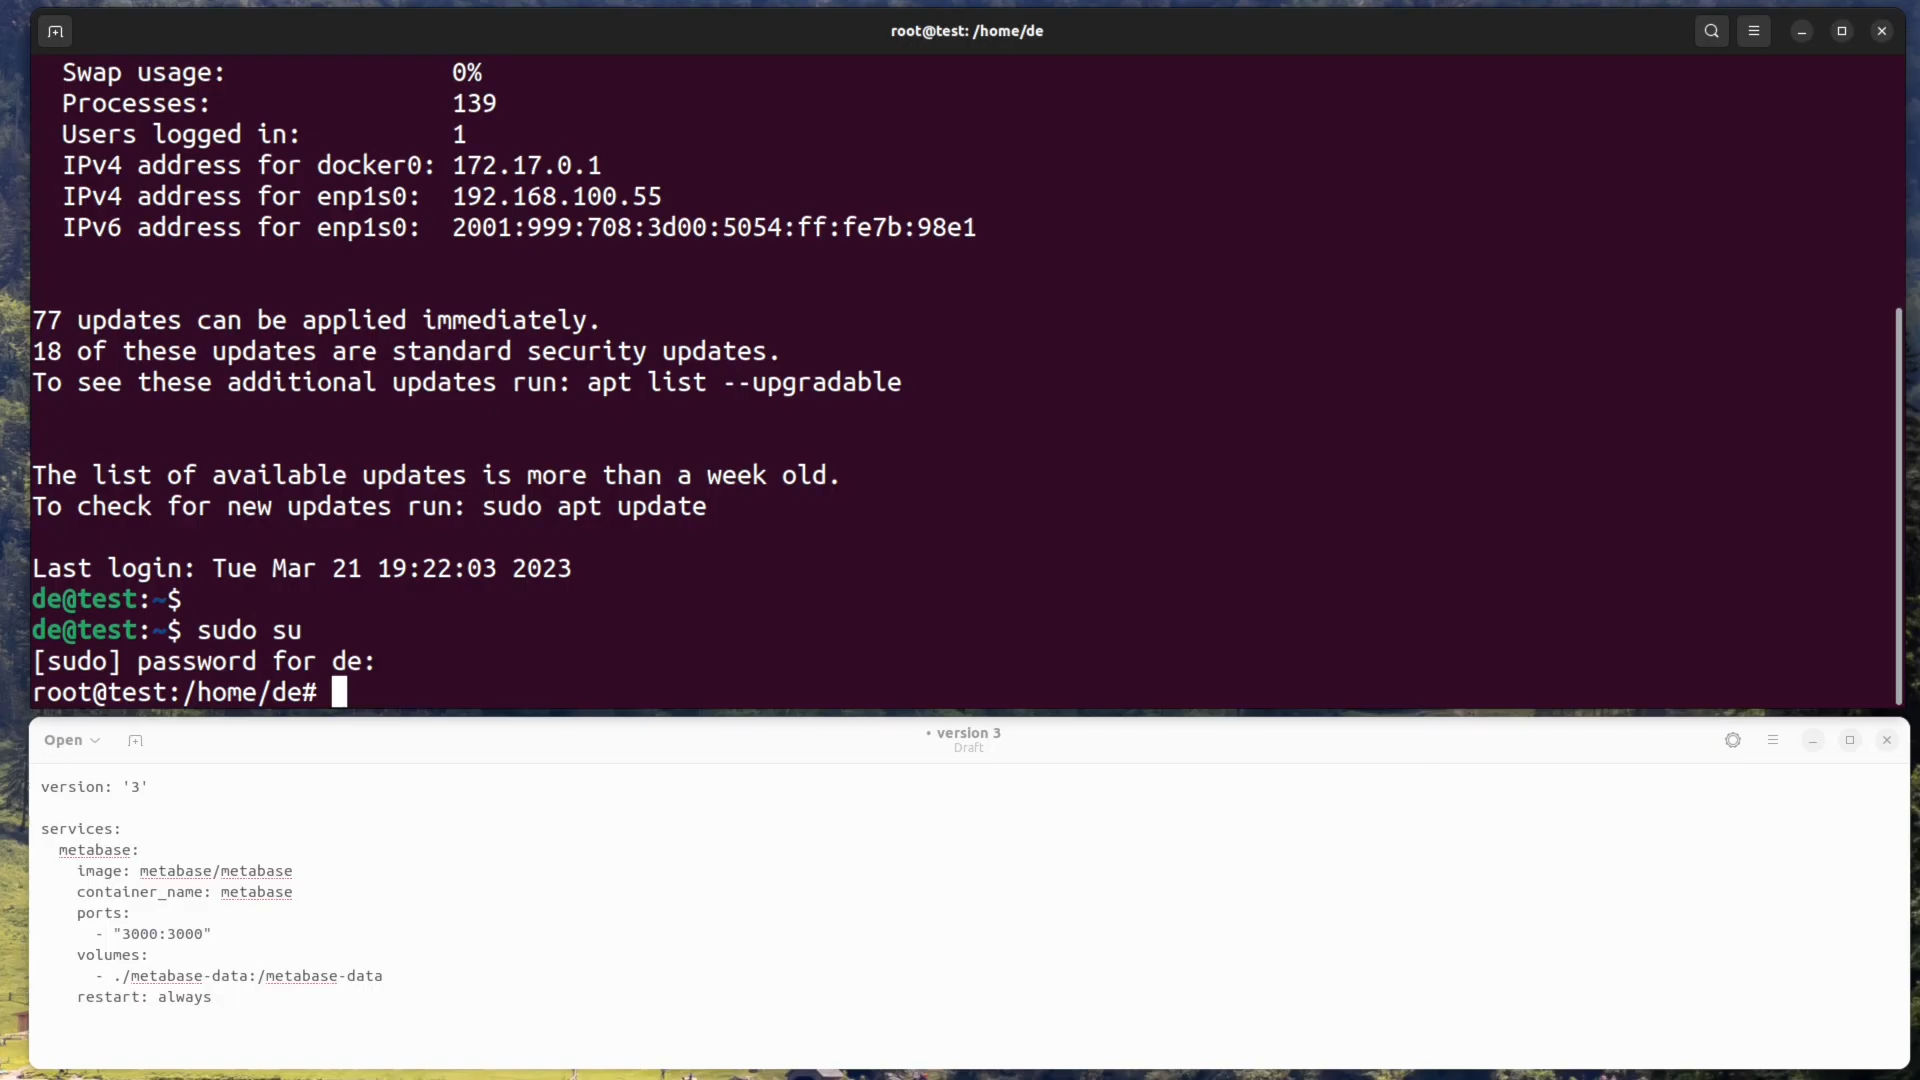 root@test: /home/de
Swap usage: 0%
Processes: 139
Users logged in: 1
IPv4 address for docker0: 172.17.0.1
IPv4 address for enp1s0: 192.168.100.55
IPv6 address for enp1s0: 2001:999:708:3d00:5054:ff:fe7b:98e1
77 updates can be applied immediately.
18 of these updates are standard security updates.
To see these additional updates run: apt list --upgradable
The list of available updates is more than a week old.
To check for new updates run: sudo apt update
Last login: Tue Mar 21 19:22:03 2023
de@test:~$
de@test:~$ sudo su
[sudo] password for de:
root@test:/home/de#
Open
• version 3
Draft
version: '3'
services:
  metabase:
    image: metabase/metabase
    container_name: metabase
    ports:
      - "3000:3000"
    volumes:
      - ./metabase-data:/metabase-data
    restart: always